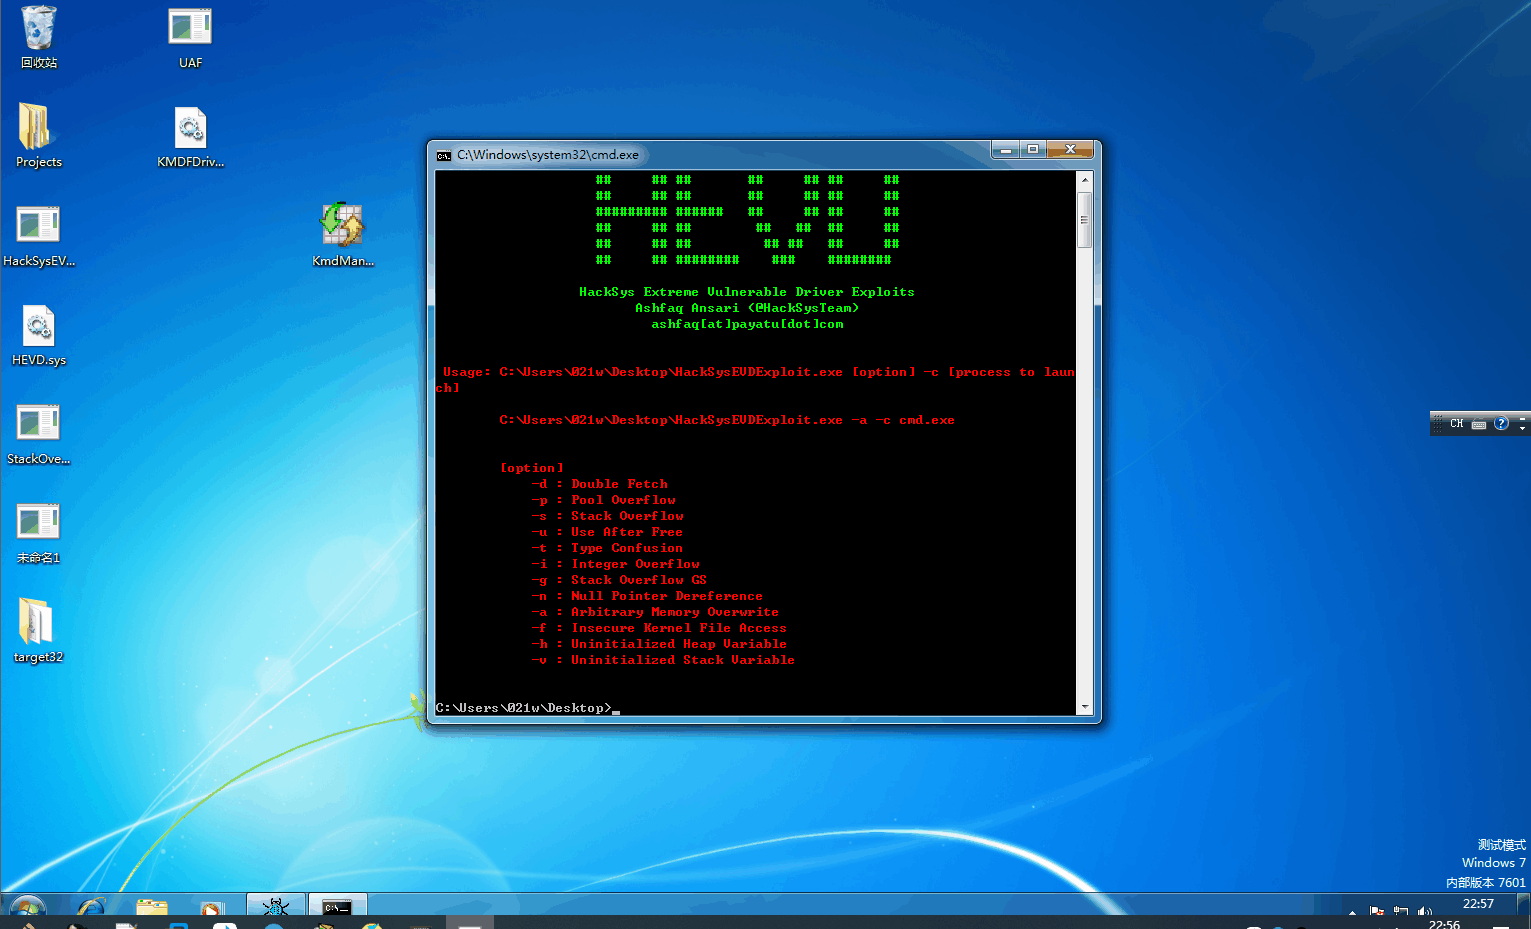 回收站
UAF
Projects
KMDFDriv...
HackSysEV...
KmdMan...
HEVD.sys
StackOve...
未命名1
target32
C:\Windows\system32\cmd.exe
HackSys Extreme Vulnerable Driver Exploits
Ashfaq Ansari (@HackSysTeam)
ashfaq[at]payatu[dot]com
Usage: C:\Users\021w\Desktop\HackSysEVDExploit.exe [option] -c [process to laun
ch]
C:\Users\021w\Desktop\HackSysEVDExploit.exe -a -c cmd.exe
[option]
-d : Double Fetch
-p : Pool Overflow
-s : Stack Overflow
-u : Use After Free
-t : Type Confusion
-i : Integer Overflow
-g : Stack Overflow GS
-n : Null Pointer Dereference
-a : Arbitrary Memory Overwrite
-f : Insecure Kernel File Access
-h : Uninitialized Heap Variable
-v : Uninitialized Stack Variable
C:\Users\021w\Desktop>_
CH
测试模式
Windows 7
内部版本 7601
22:57
22:56